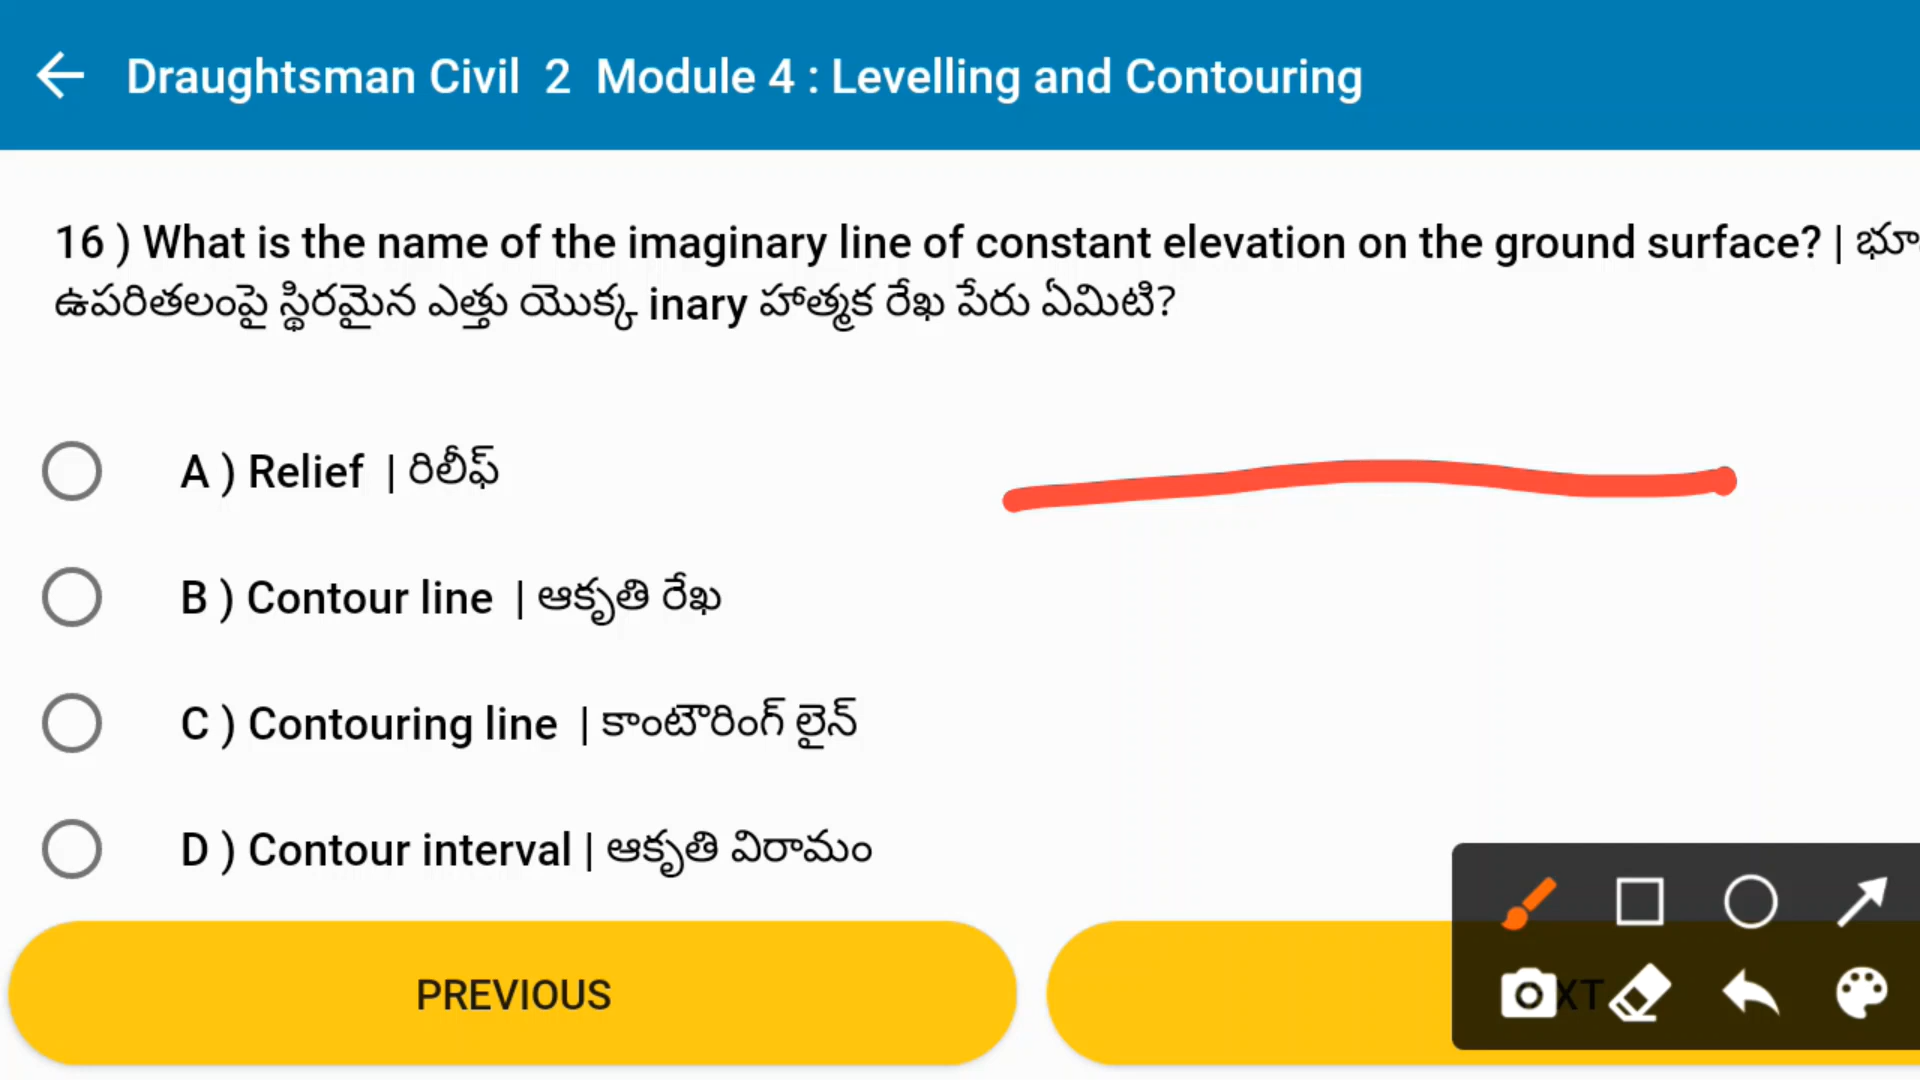 Draughtsman Civil 2 Module 4 : Levelling and Contouring
16 ) What is the name of the imaginary line of constant elevation on the ground surface? | భూ
ఉపరితలంపై స్థిరమైన ఎత్తు యొక్క inary హాత్మక రేఖ పేరు ఏమిటి?
A ) Relief | రిలీఫ్
B ) Contour line | ఆకృతి రేఖ
C ) Contouring line | కాంటౌరింగ్ లైన్
D ) Contour interval | ఆకృతి విరామం
PREVIOUS
XT